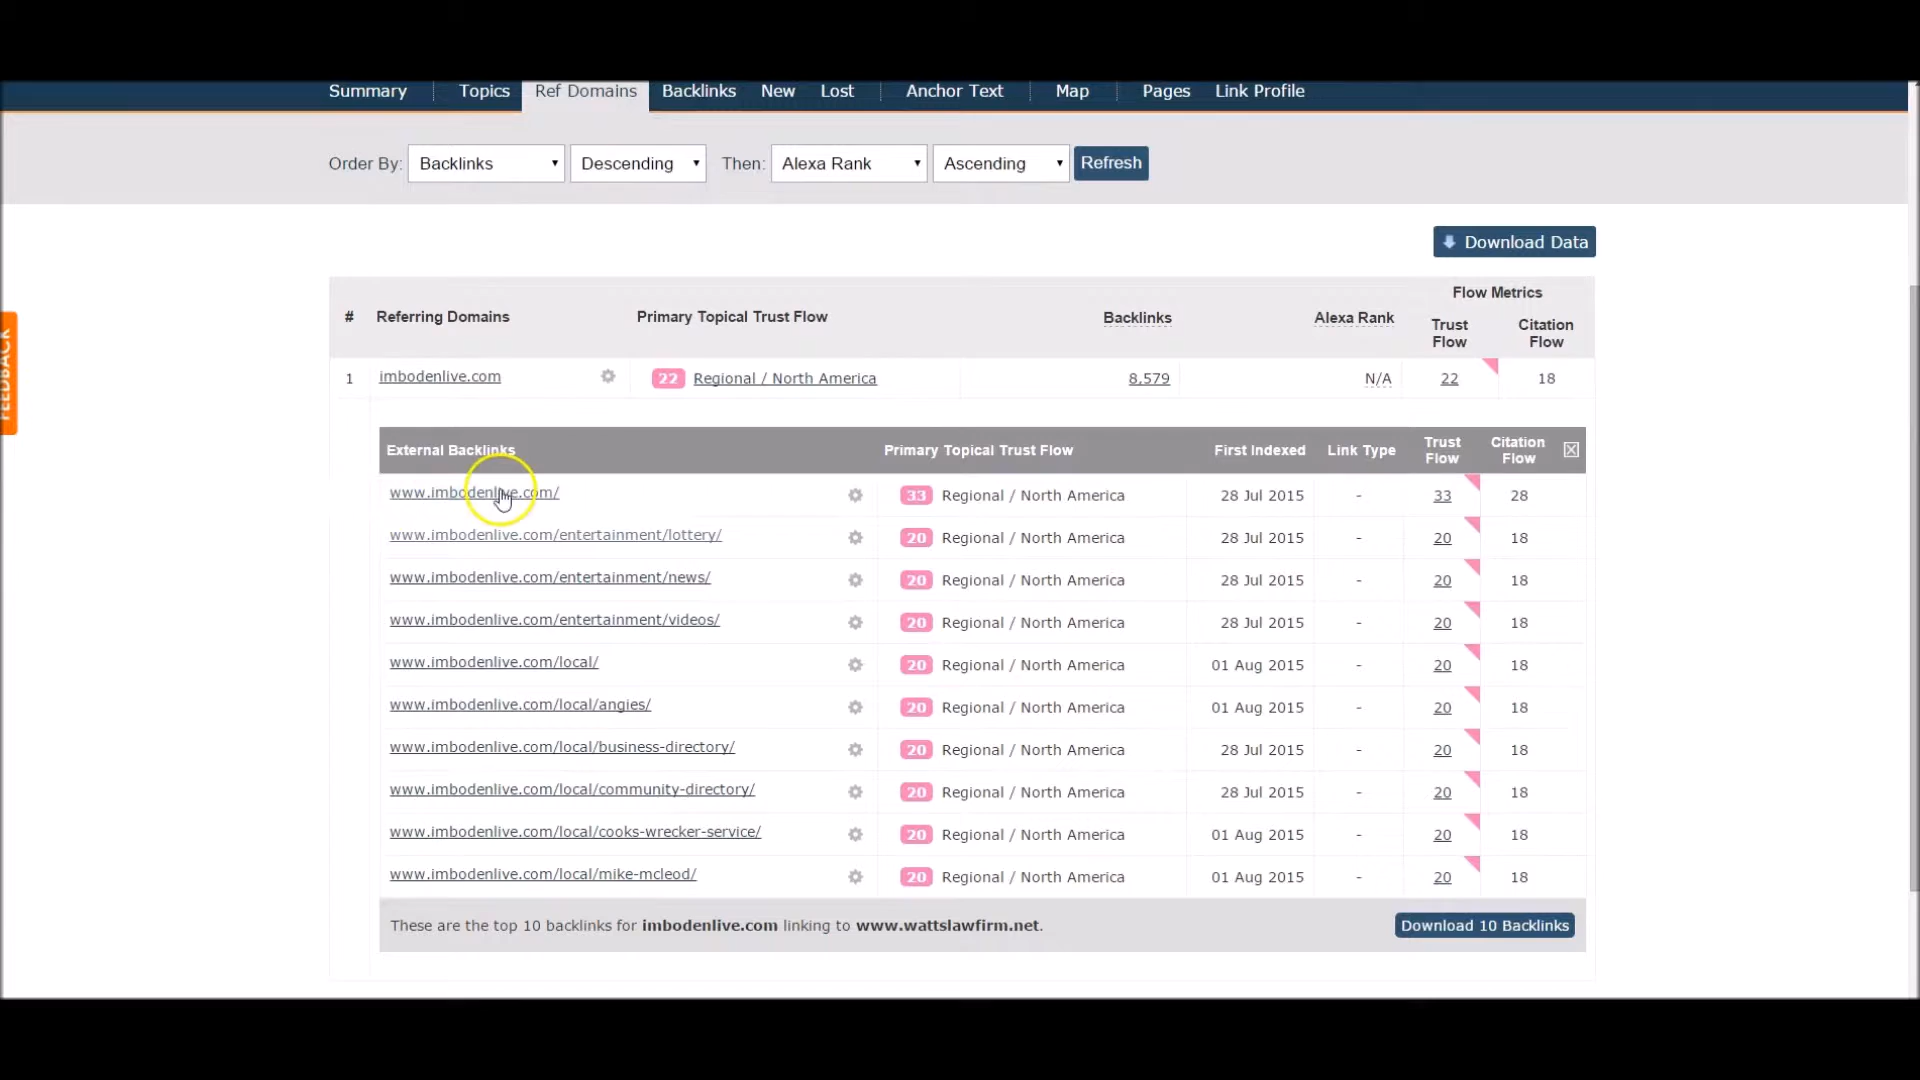 Summary Topics Ref Domains Backlinks New Lost Anchor Text Map Pages Link Profile
Order By: Backlinks Descending Then: Alexa Rank Ascending Refresh
Download Data
FEEDBACK
# Referring Domains Primary Topical Trust Flow Backlinks Alexa Rank Flow Metrics
Trust Flow Citation Flow
1 imbodenlive.com 22 Regional / North America 8,579 N/A 22 18
External Backlinks Primary Topical Trust Flow First Indexed Link Type Trust Flow Citation Flow
www.imbodenlive.com/ 33 Regional / North America 28 Jul 2015 - 33 28
www.imbodenlive.com/entertainment/lottery/ 20 Regional / North America 28 Jul 2015 - 20 18
www.imbodenlive.com/entertainment/news/ 20 Regional / North America 28 Jul 2015 - 20 18
www.imbodenlive.com/entertainment/videos/ 20 Regional / North America 28 Jul 2015 - 20 18
www.imbodenlive.com/local/ 20 Regional / North America 01 Aug 2015 - 20 18
www.imbodenlive.com/local/angies/ 20 Regional / North America 01 Aug 2015 - 20 18
www.imbodenlive.com/local/business-directory/ 20 Regional / North America 28 Jul 2015 - 20 18
www.imbodenlive.com/local/community-directory/ 20 Regional / North America 28 Jul 2015 - 20 18
www.imbodenlive.com/local/cooks-wrecker-service/ 20 Regional / North America 01 Aug 2015 - 20 18
www.imbodenlive.com/local/mike-mcleod/ 20 Regional / North America 01 Aug 2015 - 20 18
These are the top 10 backlinks for imbodenlive.com linking to www.wattslawfirm.net. Download 10 Backlinks